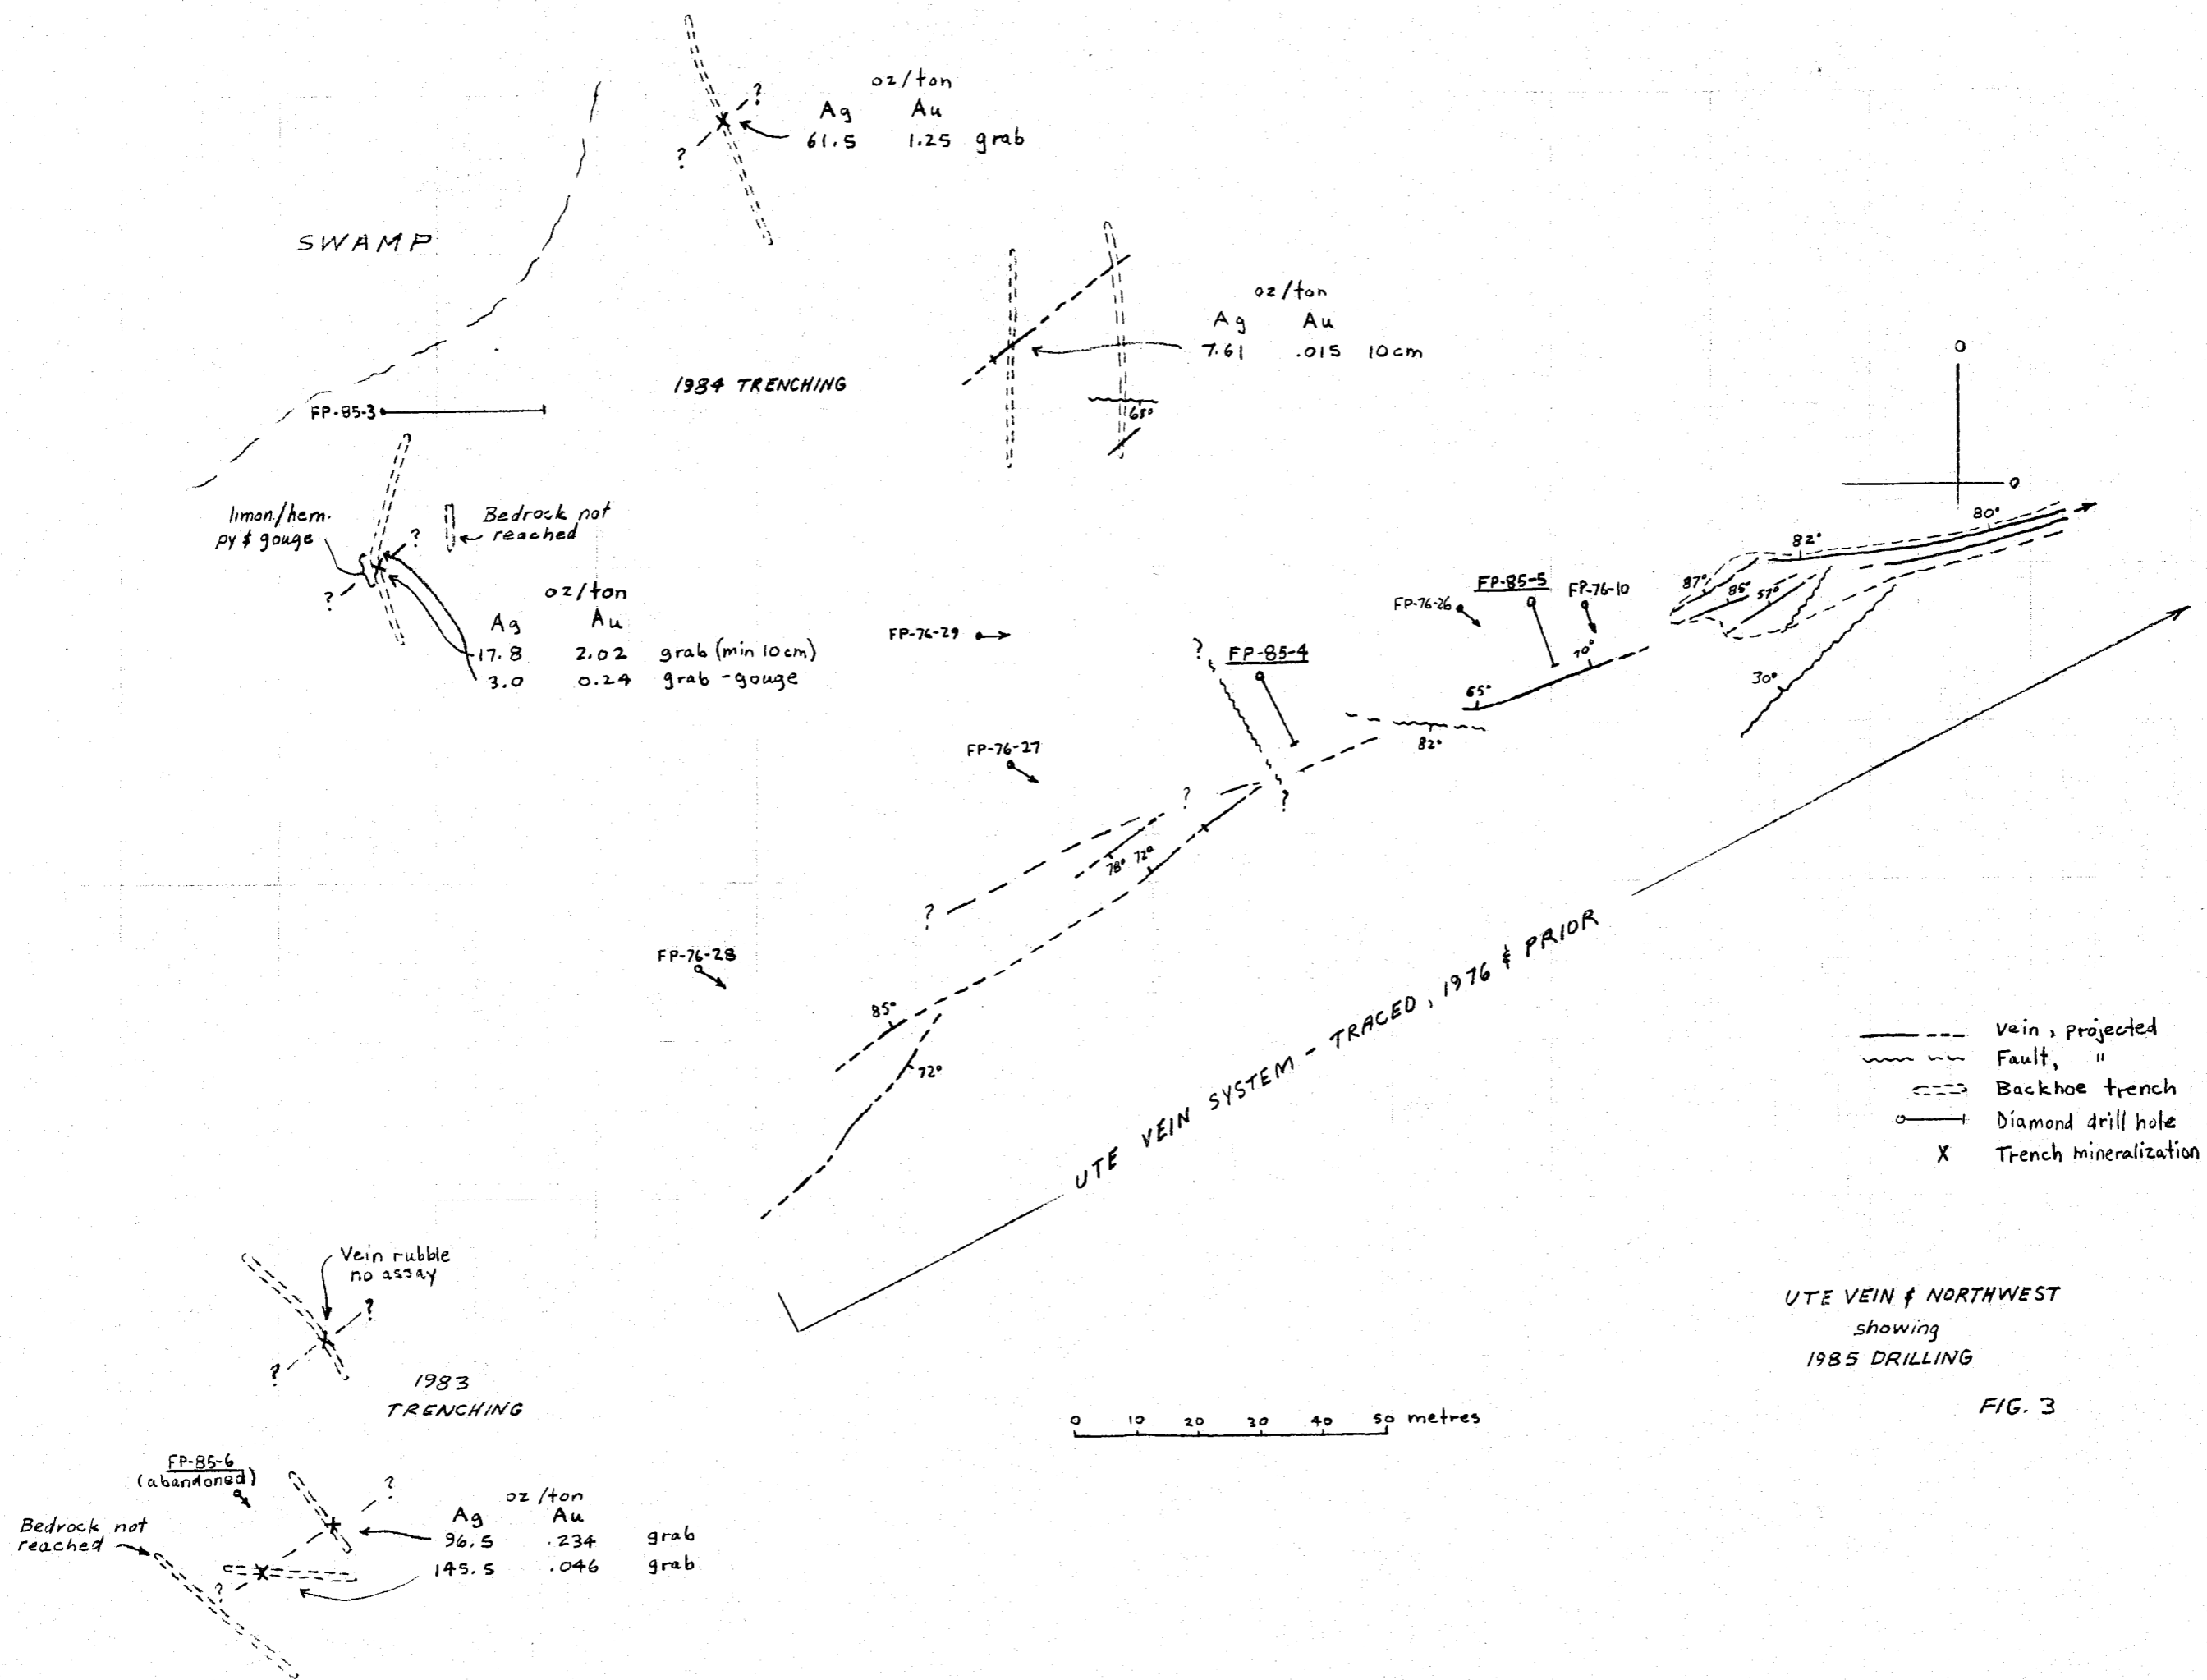 oz/ton
Ag Au
61.5 1.25 grab
?
?
SWAMP
oz/ton
Ag Au
7.61 .015 10cm
1984 TRENCHING
FP-85-3
65°
O
O
limon./hem.
py & gouge
Bedrock not
reached
?
?
oz/ton
Ag Au
17.8 2.02 grab (min 10cm)
3.0 0.24 grab - gouge
80°
82°
87°
85°
57°
30°
FP-76-26
FP-85-5
FP-76-10
70°
65°
82°
FP-76-29
?
FP-85-4
?
FP-76-27
?
78° 72°
?
FP-76-28
85°
72°
UTE VEIN SYSTEM - TRACED, 1976 & PRIOR
Vein, projected
Fault, "
Backhoe trench
Diamond drill hole
X Trench mineralization
Vein rubble
no assay
?
?
1983
TRENCHING
UTE VEIN & NORTHWEST
showing
1985 DRILLING
FIG. 3
0 10 20 30 40 50 metres
FP-85-6
(abandoned)
Bedrock not
reached
?
?
oz/ton
Ag Au
96.5 .234 grab
145.5 .046 grab